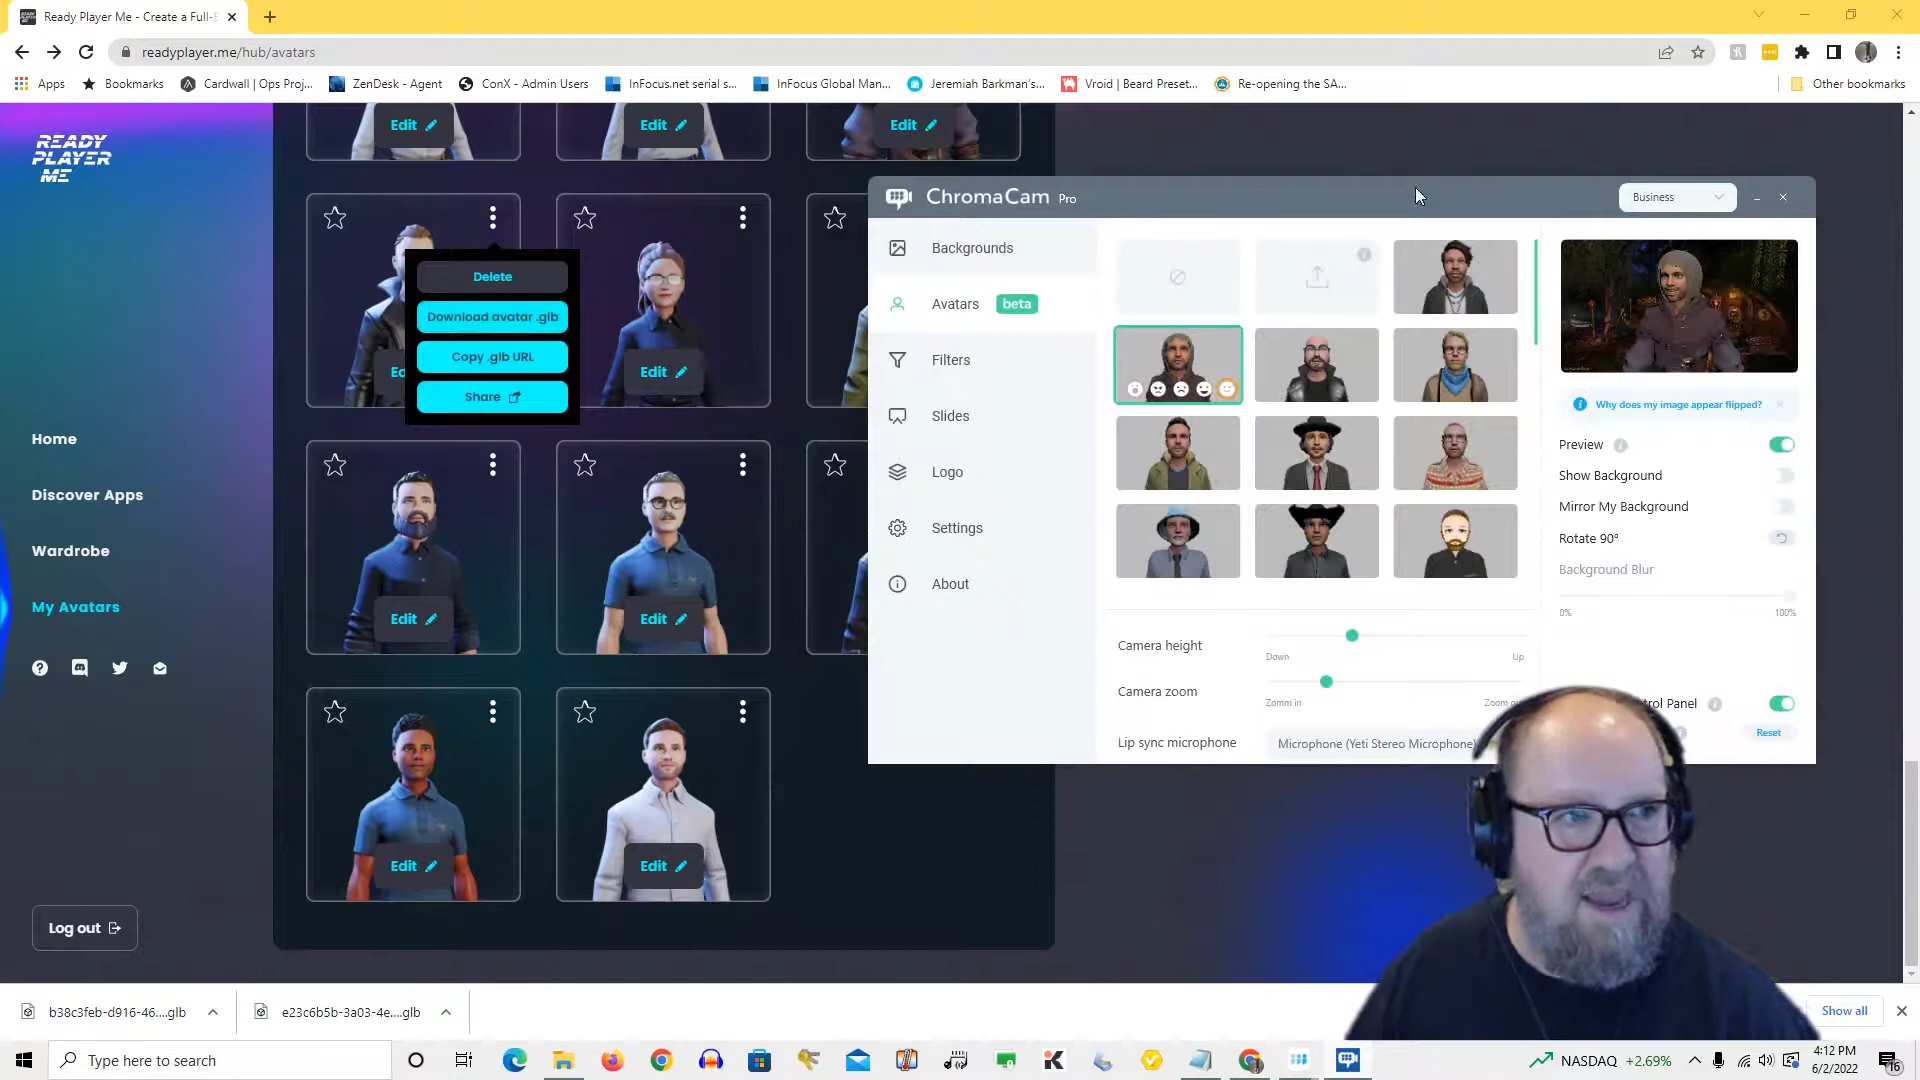 Ready Player Me - Create a Full-B
readyplayer.me/hub/avatars
Apps
Bookmarks
Cardwall | Ops Proj...
ZenDesk - Agent
ConX - Admin Users
InFocus.net serial s...
InFocus Global Man...
Jeremiah Barkman's...
Vroid | Beard Preset...
Re-opening the SA...
Other bookmarks
READY
PLAYER
ME
Home
Discover Apps
Wardrobe
My Avatars
Log out
Edit
Edit
Edit
Delete
Download avatar .glb
Copy .glb URL
Share
Edit
Edit
Edit
Edit
Edit
ChromaCam Pro
Business
Backgrounds
Avatars beta
Filters
Slides
Logo
Settings
About
Camera height
Down
Up
Camera zoom
Zomm in
Lip sync microphone
Microphone (Yeti Stereo Microphone)
Why does my image appear flipped?
Preview
Show Background
Mirror My Background
Rotate 90°
Background Blur
0%
100%
Reset
b38c3feb-d916-46....glb
e23c6b5b-3a03-4e....glb
Show all
Type here to search
NASDAQ +2.69%
4:12 PM
6/2/2022
16